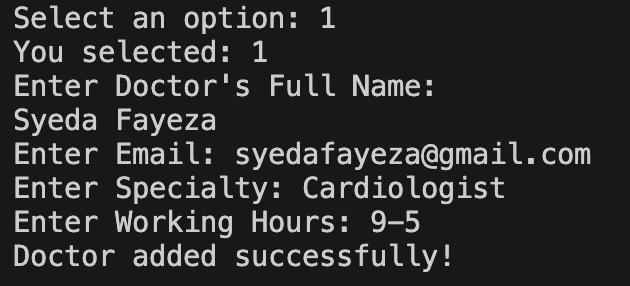 Select an option: 1
You selected: 1
Enter Doctor's Full Name:
Syeda Fayeza
Enter Email: syedafayeza@gmail.com
Enter Specialty: Cardiologist
Enter Working Hours: 9-5
Doctor added successfully!